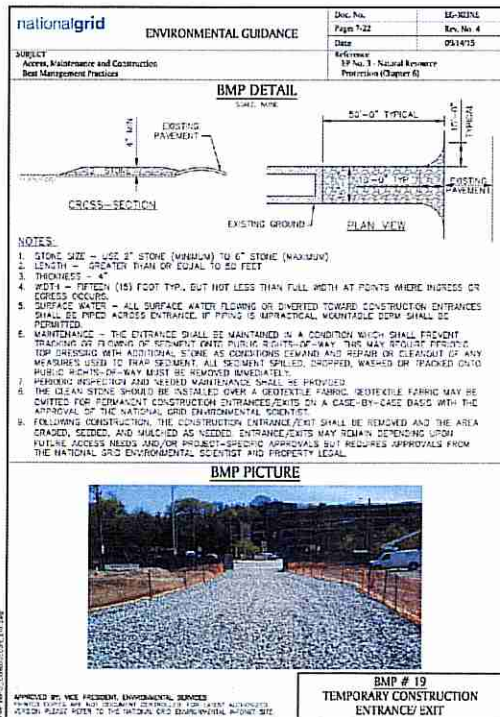 nationalgrid
ENVIRONMENTAL GUIDANCE
Doc. No. EG-303NE
Page: 7-22 Rev. No. 4
Date 09/14/15
SUBJECT
Access, Maintenance and Construction
Best Management Practices
Reference
EP No. 3 - Natural Resource
Protection (Chapter 6)
BMP DETAIL
SCALE: NONE
4" MIN
EXISTING
PAVEMENT
STONE
CROSS-SECTION
50'-0" TYPICAL
TYPICAL
TYP
EXISTING
PAVEMENT
EXISTING GROUND
PLAN VIEW
NOTES:
1. STONE SIZE – USE 2" STONE (MINIMUM) TO 6" STONE (MAXIMUM)
2. LENGTH – GREATER THAN OR EQUAL TO 50 FEET
3. THICKNESS – 4"
4. WIDTH – FIFTEEN (15) FOOT TYP., BUT NOT LESS THAN FULL WIDTH AT POINTS WHERE INGRESS OR
EGRESS OCCURS.
5. SURFACE WATER – ALL SURFACE WATER FLOWING OR DIVERTED TOWARD CONSTRUCTION ENTRANCES
SHALL BE PIPED ACROSS ENTRANCE. IF PIPING IS IMPRACTICAL, MOUNTABLE BERM SHALL BE
PERMITTED.
6. MAINTENANCE – THE ENTRANCE SHALL BE MAINTAINED IN A CONDITION WHICH SHALL PREVENT
TRACKING OR FLOWING OF SEDIMENT ONTO PUBLIC RIGHTS-OF-WAY. THIS MAY REQUIRE PERIODIC
TOP DRESSING WITH ADDITIONAL STONE AS CONDITIONS DEMAND AND REPAIR OR CLEANOUT OF ANY
MEASURES USED TO TRAP SEDIMENT. ALL SEDIMENT SPILLED, DROPPED, WASHED OR TRACKED ONTO
PUBLIC RIGHTS-OF-WAY MUST BE REMOVED IMMEDIATELY.
7. PERIODIC INSPECTION AND NEEDED MAINTENANCE SHALL BE PROVIDED.
8. THE CLEAN STONE SHOULD BE INSTALLED OVER A GEOTEXTILE FABRIC. GEOTEXTILE FABRIC MAY BE
OMITTED FOR PERMANENT CONSTRUCTION ENTRANCES/EXITS ON A CASE-BY-CASE BASIS WITH THE
APPROVAL OF THE NATIONAL GRID ENVIRONMENTAL SCIENTIST.
9. FOLLOWING CONSTRUCTION, THE CONSTRUCTION ENTRANCE/EXIT SHALL BE REMOVED AND THE AREA
GRADED, SEEDED, AND MULCHED AS NEEDED. ENTRANCE/EXITS MAY REMAIN DEPENDING UPON
FUTURE ACCESS NEEDS AND/OR PROJECT-SPECIFIC APPROVALS BUT REQUIRES APPROVALS FROM
THE NATIONAL GRID ENVIRONMENTAL SCIENTIST AND PROPERTY LEGAL.
BMP PICTURE
APPROVED BY: VICE PRESIDENT, ENVIRONMENTAL SERVICES
PRINTED COPIES ARE NOT DOCUMENT CONTROLLED. FOR LATEST AUTHORIZED
VERSION PLEASE REFER TO THE NATIONAL GRID ENVIRONMENTAL INFONET SITE.
BMP # 19
TEMPORARY CONSTRUCTION
ENTRANCE/ EXIT